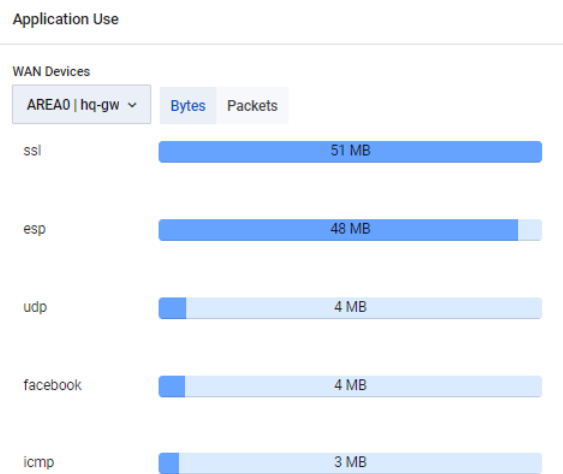 Application Use
WAN Devices
AREA0 | hq-gw
Bytes Packets
ssl 51 MB
esp 48 MB
udp 4 MB
facebook 4 MB
icmp 3 MB